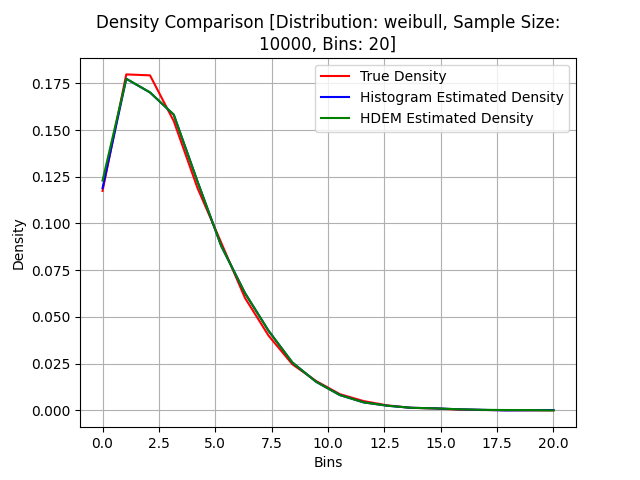 Density Comparison [Distribution: weibull, Sample Size:
10000, Bins: 20]
True Density
Histogram Estimated Density
HDEM Estimated Density
Density
0.175
0.150
0.125
0.100
0.075
0.050
0.025
0.000
0.0 2.5 5.0 7.5 10.0 12.5 15.0 17.5 20.0
Bins